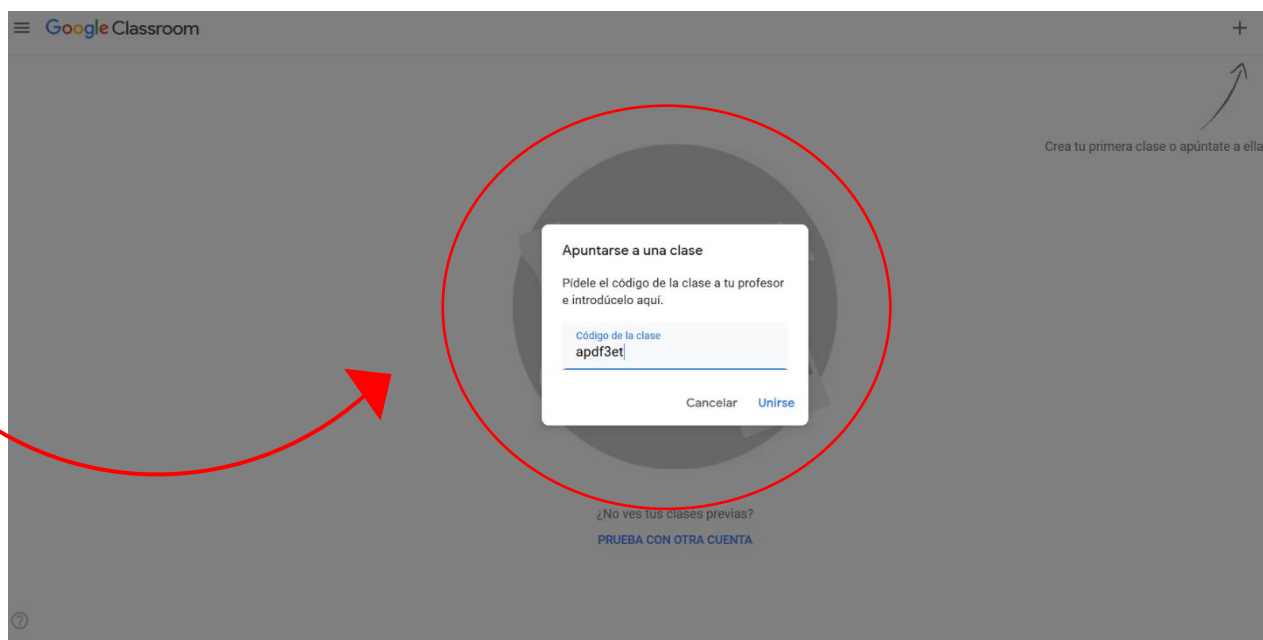 Google Classroom
Crea tu primera clase o apúntate a ella
Apuntarse a una clase
Pídele el código de la clase a tu profesor
e introdúcelo aquí.
Código de la clase
apdf3et
Cancelar Unirse
¿No ves tus clases previas?
PRUEBA CON OTRA CUENTA